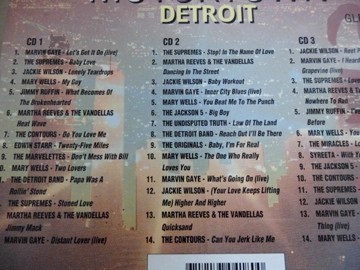 DETROIT
CD 1
1. MARVIN GAYE - Let's Get It On (live)
2. THE SUPREMES - Baby Love
3. JACKIE WILSON - Lonely Teardrops
4. MARY WELLS - My Guy
5. JIMMY RUFFIN - What Becomes Of
The Brokenhearted
6. MARTHA REEVES & THE VANDELLAS
Heat Wave
7. THE CONTOURS - Do You Love Me
8. EDWIN STARR - Twenty-Five Miles
9. THE MARVELETTES - Don't Mess With Bill
MARY WELLS - Two Lovers
THE DETROIT BAND - Papa Was A
Rollin' Stone
THE SUPREMES - Stoned Love
MARTHA REEVES & THE VANDELLAS
Jimmy Mack
MARVIN GAYE - Distant Lover (live)
CD 2
1. THE SUPREMES - Stop! In The Name Of Love
2. MARTHA REEVES & THE VANDELLAS
Dancing In The Street
3. JACKIE WILSON - Baby Workout
4. MARVIN GAYE - Inner City Blues (live)
5. MARY WELLS - You Beat Me To The Punch
6. THE JACKSON 5 - Big Boy
7. THE UNDISPUTED TRUTH - Law Of The Land
8. THE DETROIT BAND - Reach Out I'll Be There
9. THE ORIGINALS - Baby, I'm For Real
10. MARY WELLS - The One Who Really
Loves You
11. MARVIN GAYE - What's Going On (live)
12. JACKIE WILSON - (Your Love Keeps Lifting
Me) Higher And Higher
13. MARTHA REEVES & THE VANDELLAS
Quicksand
14. THE CONTOURS - Can You Jerk Like Me
CD 3
1. JACKIE WILSON - Reet P
2. MARVIN GAYE - I Heard
Grapevine (live)
3. THE SUPREMES -
4. MARTHA REEVES & T
Nowhere To Run
5. JIMMY RUFFIN -
Before
6. MARY WELLS -
7. THE MIRACLES -
8. SYREETA - With
9. THE JACKSON
10. THE CONTOURS
11. THE SUPREMES
12. MARY WELLS
13. MARVIN GAYE
Thing (live)
14. MARY WELL